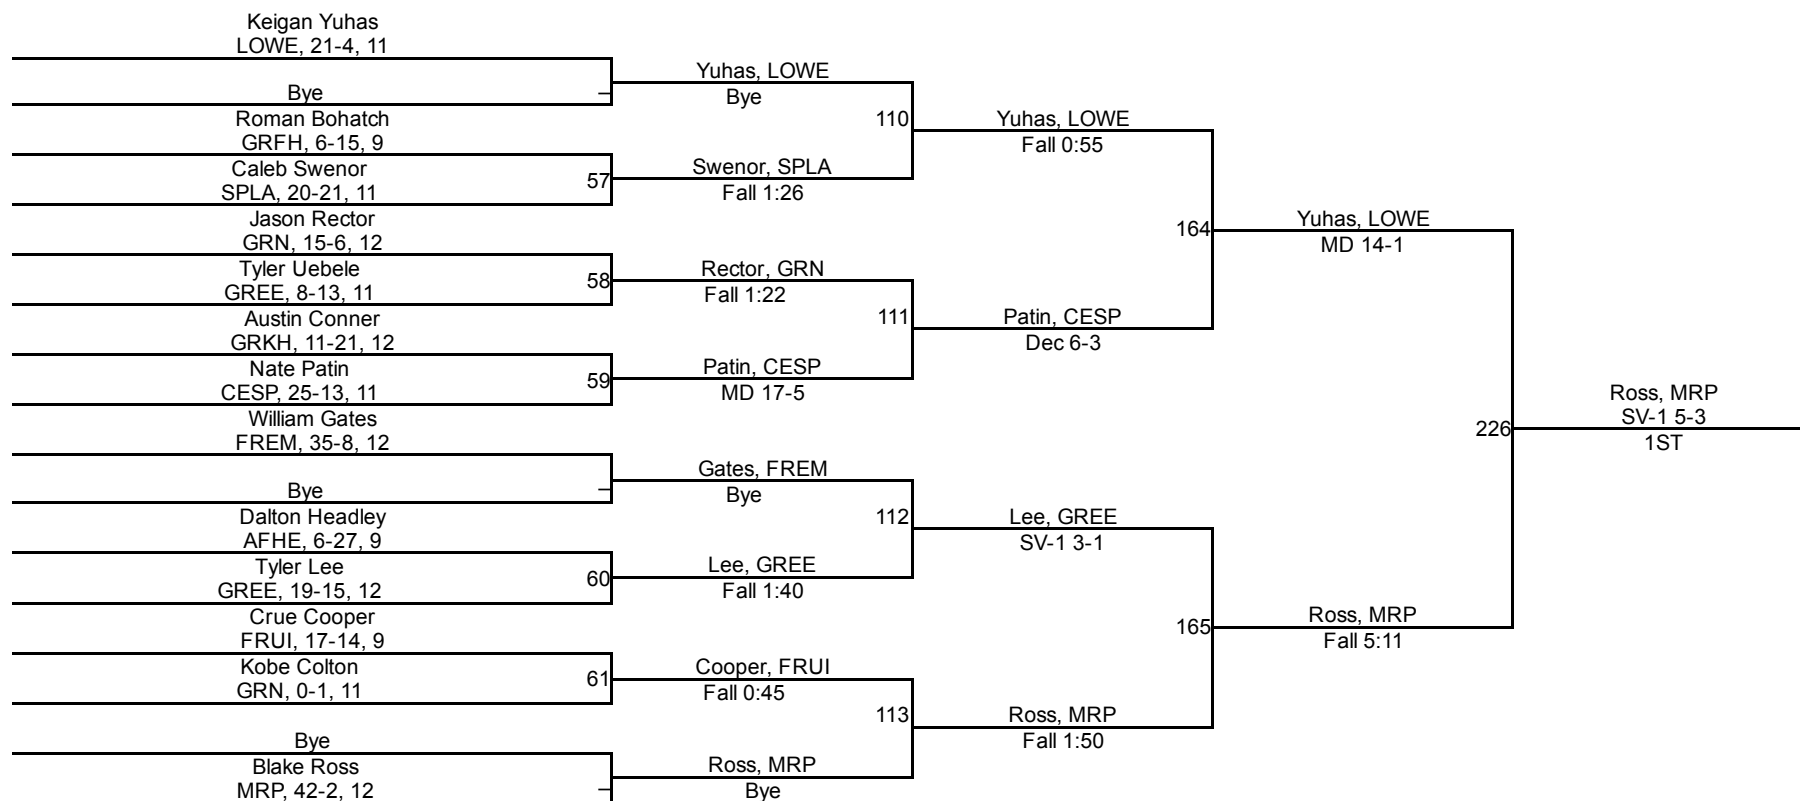 Keigan Yuhas
LOWE, 21-4, 11
Bye
Roman Bohatch
GRFH, 6-15, 9
Caleb Swenor
SPLA, 20-21, 11
57
Jason Rector
GRN, 15-6, 12
Tyler Uebele
GREE, 8-13, 11
58
Austin Conner
GRKH, 11-21, 12
Nate Patin
CESP, 25-13, 11
59
William Gates
FREM, 35-8, 12
Bye
Dalton Headley
AFHE, 6-27, 9
Tyler Lee
GREE, 19-15, 12
60
Crue Cooper
FRUI, 17-14, 9
Kobe Colton
GRN, 0-1, 11
61
Bye
Blake Ross
MRP, 42-2, 12
Yuhas, LOWE
Bye
110
Swenor, SPLA
Fall 1:26
Rector, GRN
Fall 1:22
111
Patin, CESP
MD 17-5
Gates, FREM
Bye
112
Lee, GREE
Fall 1:40
Cooper, FRUI
Fall 0:45
113
Ross, MRP
Bye
Yuhas, LOWE
Fall 0:55
164
Patin, CESP
Dec 6-3
Lee, GREE
SV-1 3-1
165
Ross, MRP
Fall 1:50
Yuhas, LOWE
MD 14-1
226
Ross, MRP
Fall 5:11
Ross, MRP
SV-1 5-3
1ST